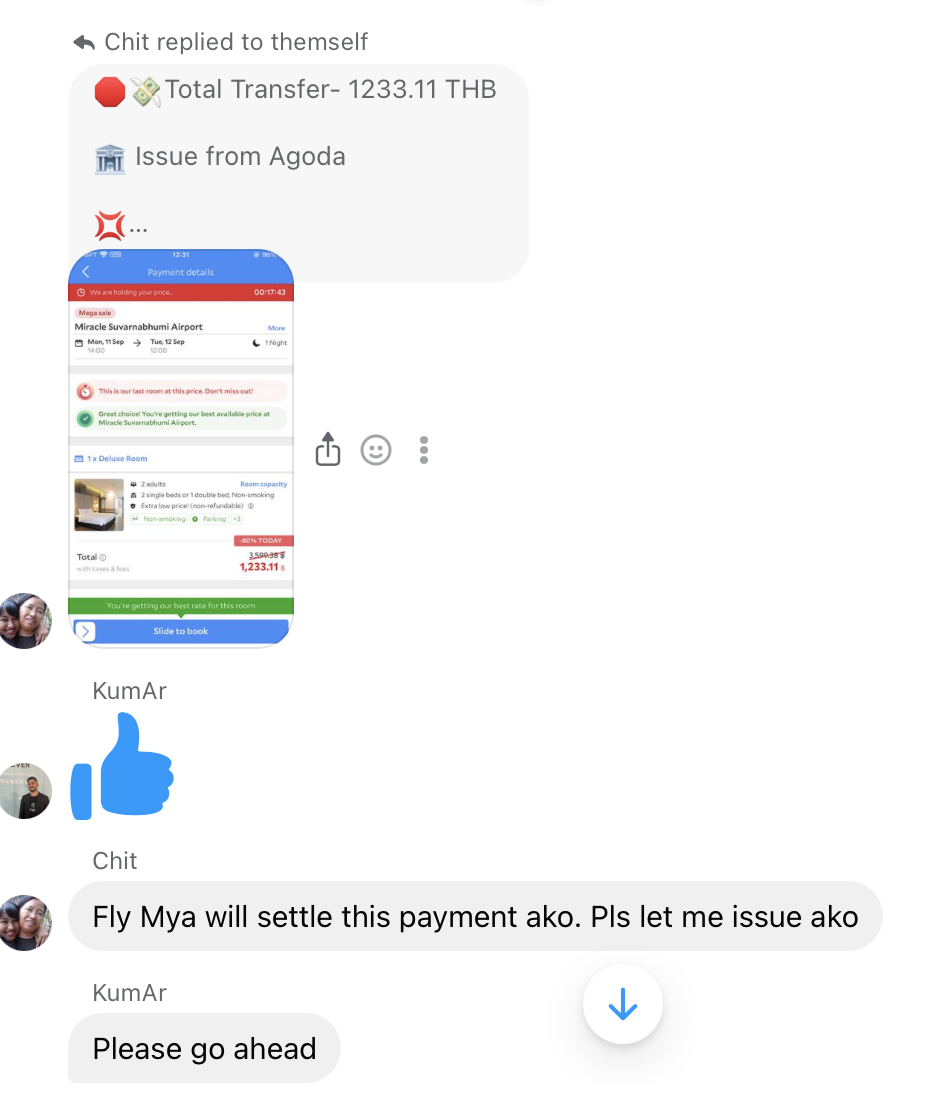 Chit replied to themself
Total Transfer- 1233.11 THB
Issue from Agoda
...
12:31
96%
Payment details
We are holding your price..
00:17:43
Mega sale
Miracle Suvarnabhumi Airport
More
Mon, 11 Sep
Tue, 12 Sep
1 Night
14:00
12:00
This is our last room at this price. Don't miss out!
Great choice! You're getting our best available price at
Miracle Suvarnabhumi Airport.
1 x Deluxe Room
2 adults
Room capacity
2 single beds or 1 double bed, Non-smoking
Extra low price! (non-refundable)
Non-smoking
Parking
+3
-80% TODAY
Total
3,599.38 ฿
with taxes & fees
1,233.11 ฿
You're getting our best rate for this room
Slide to book
KumAr
Chit
Fly Mya will settle this payment ako. Pls let me issue ako
KumAr
Please go ahead